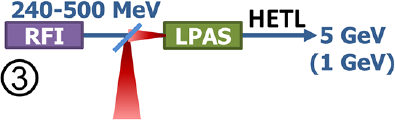 240-500 MeV
RFI
LPAS
HETL
5 GeV
(1 GeV)
3